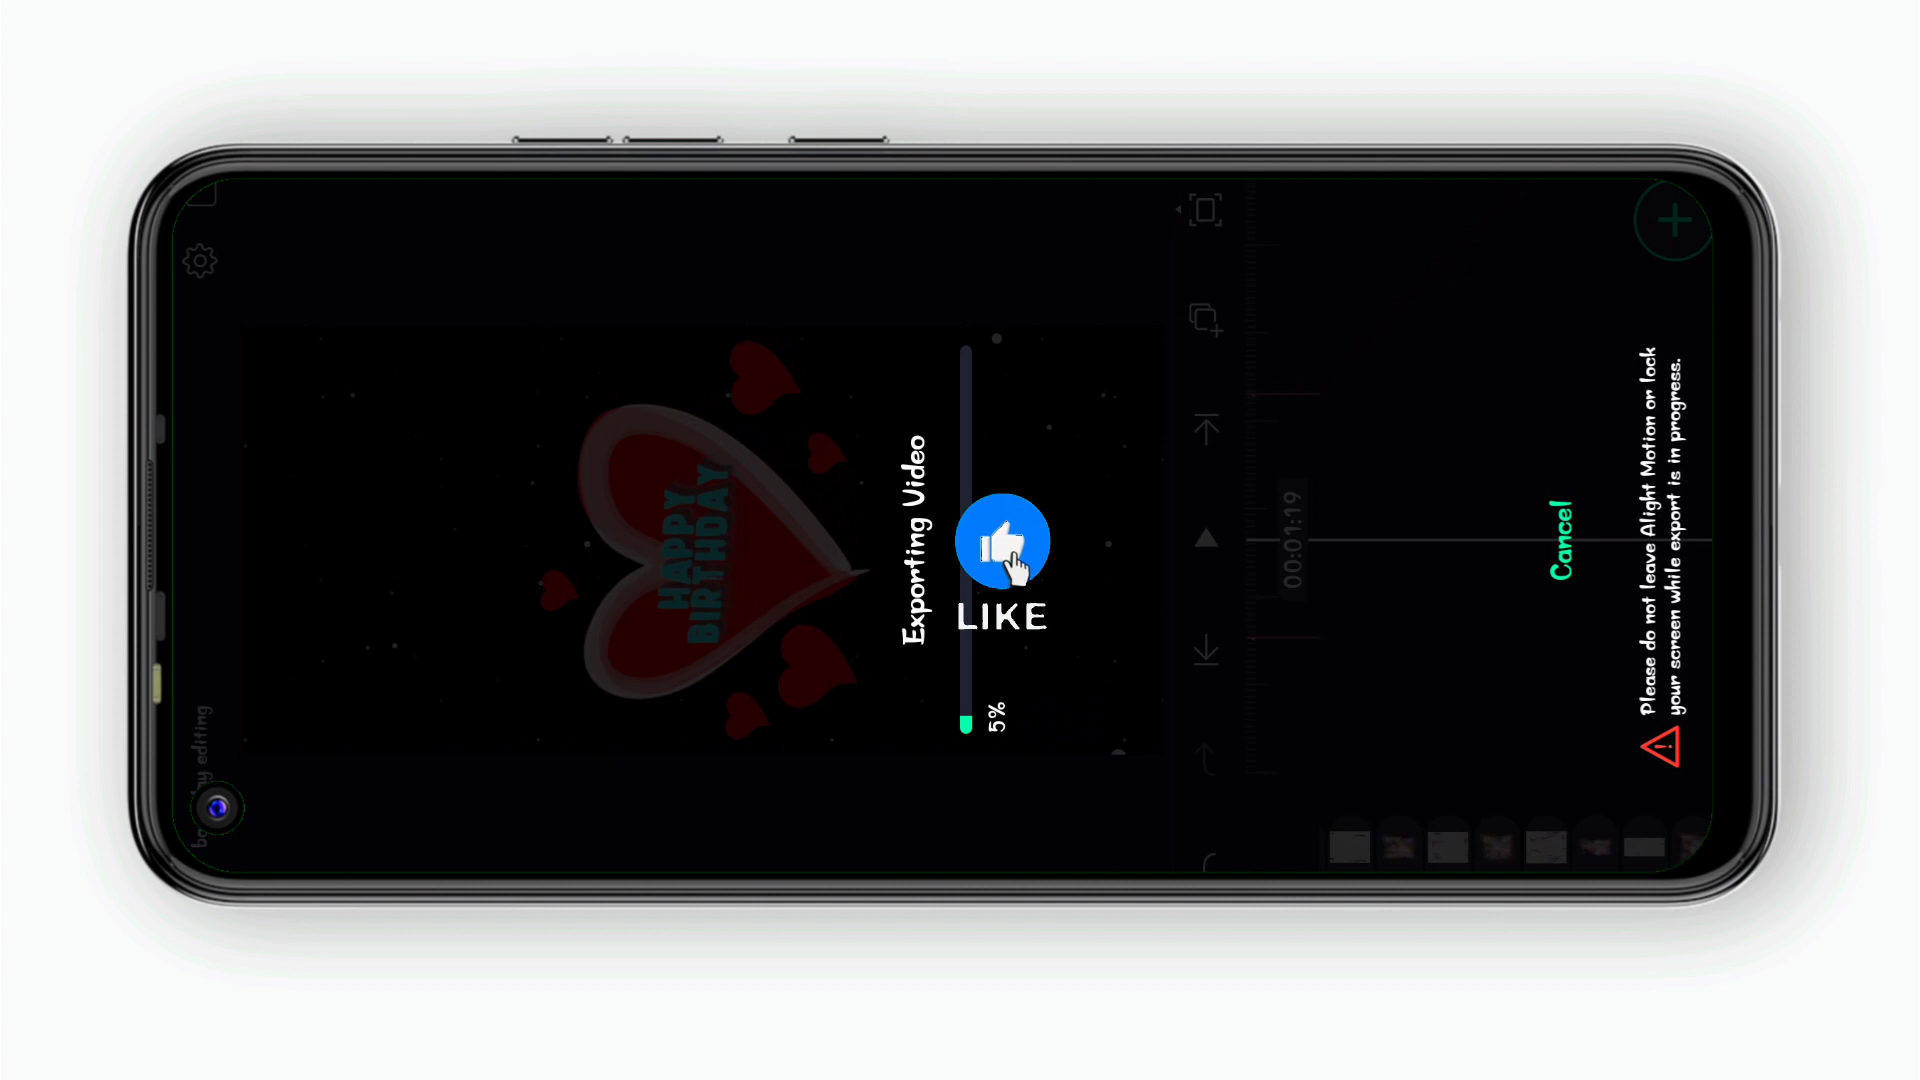 HAPPY
BIRTHDAY
Exporting Video
5%
LIKE
00:01:19
Cancel
Please do not leave Alight Motion or lock
your screen while export is in progress.
editing